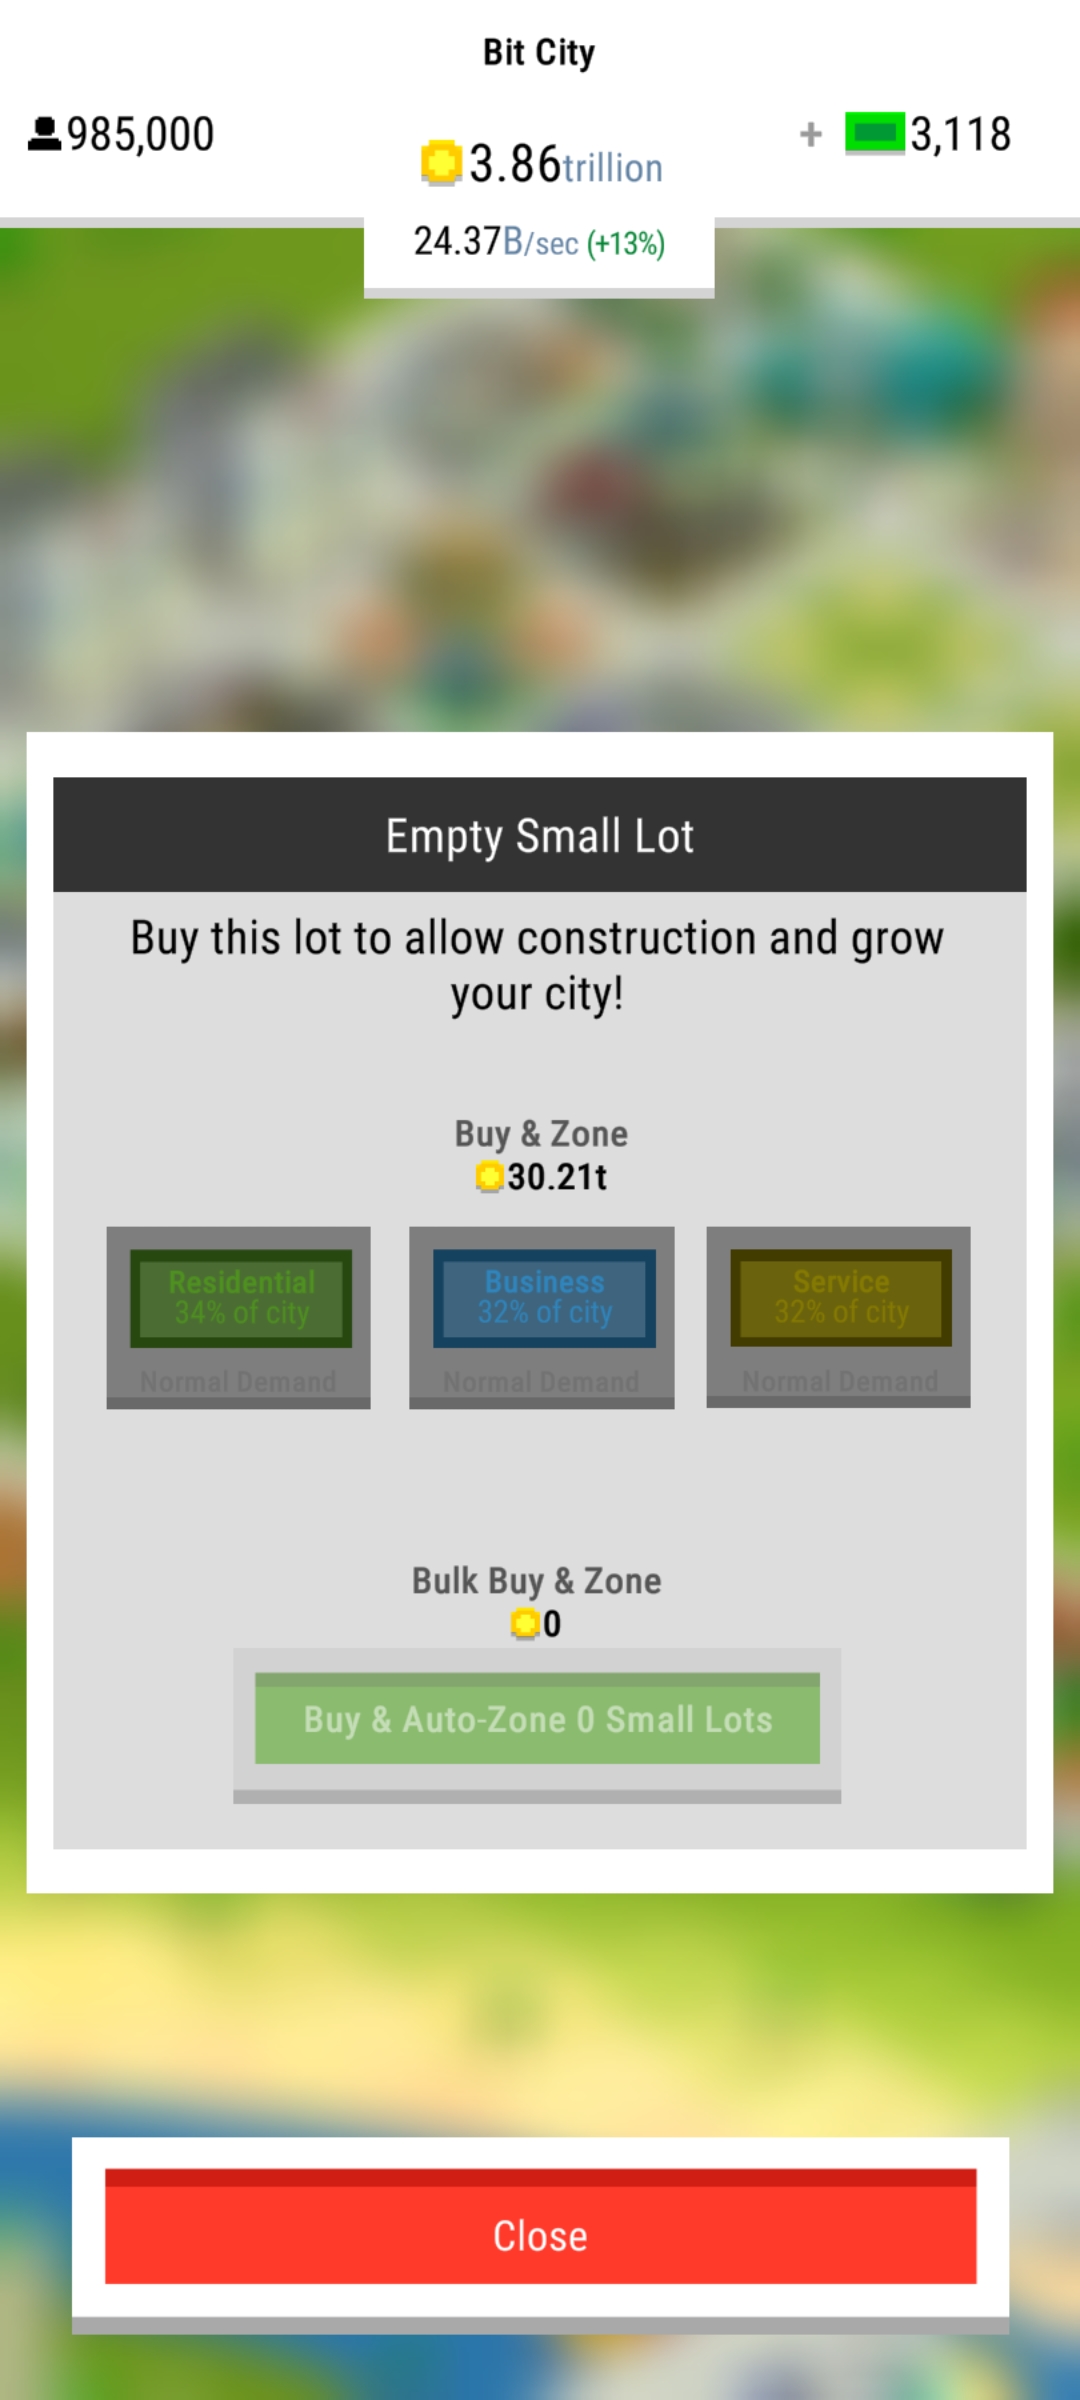 Bit City
985,000
3.86trillion
+ 3,118
24.37B/sec (+13%)
Empty Small Lot
Buy this lot to allow construction and grow
your city!
Buy & Zone
30.21t
Residential
34% of city
Normal Demand
Business
32% of city
Normal Demand
Service
32% of city
Normal Demand
Bulk Buy & Zone
0
Buy & Auto-Zone 0 Small Lots
Close